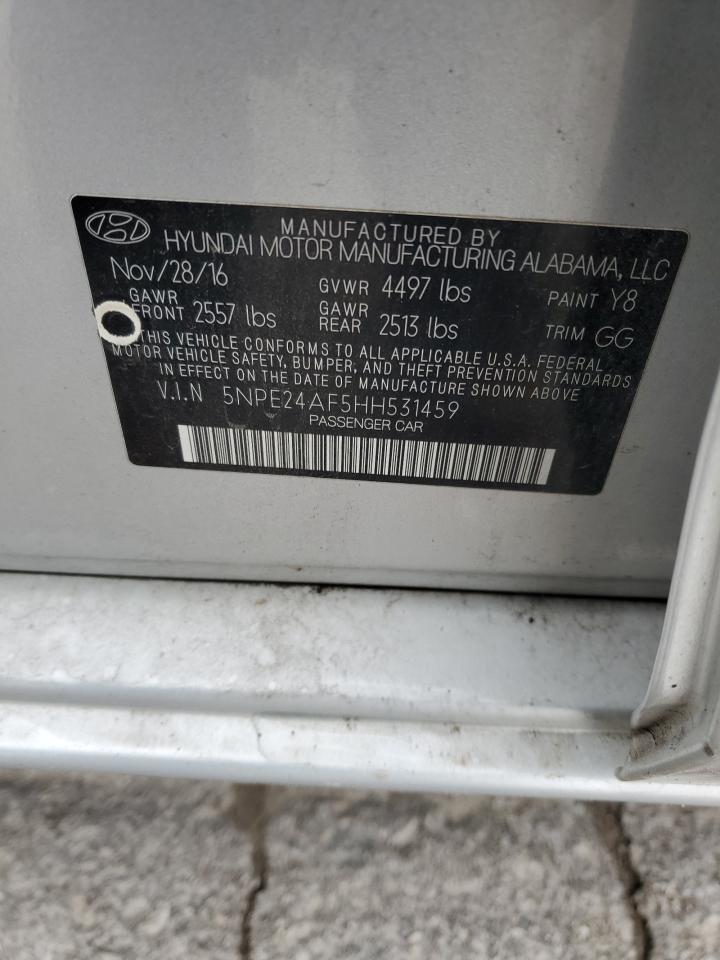 MANUFACTURED BY
HYUNDAI MOTOR MANUFACTURING ALABAMA, LLC
Nov/28/16 GVWR 4497 lbs PAINT Y8
GAWR FRONT 2557 lbs GAWR REAR 2513 lbs TRIM GG
THIS VEHICLE CONFORMS TO ALL APPLICABLE U.S.A. FEDERAL
MOTOR VEHICLE SAFETY, BUMPER, AND THEFT PREVENTION STANDARDS
IN EFFECT ON THE DATE OF MANUFACTURE SHOWN ABOVE
V.I.N 5NPE24AF5HH531459
PASSENGER CAR